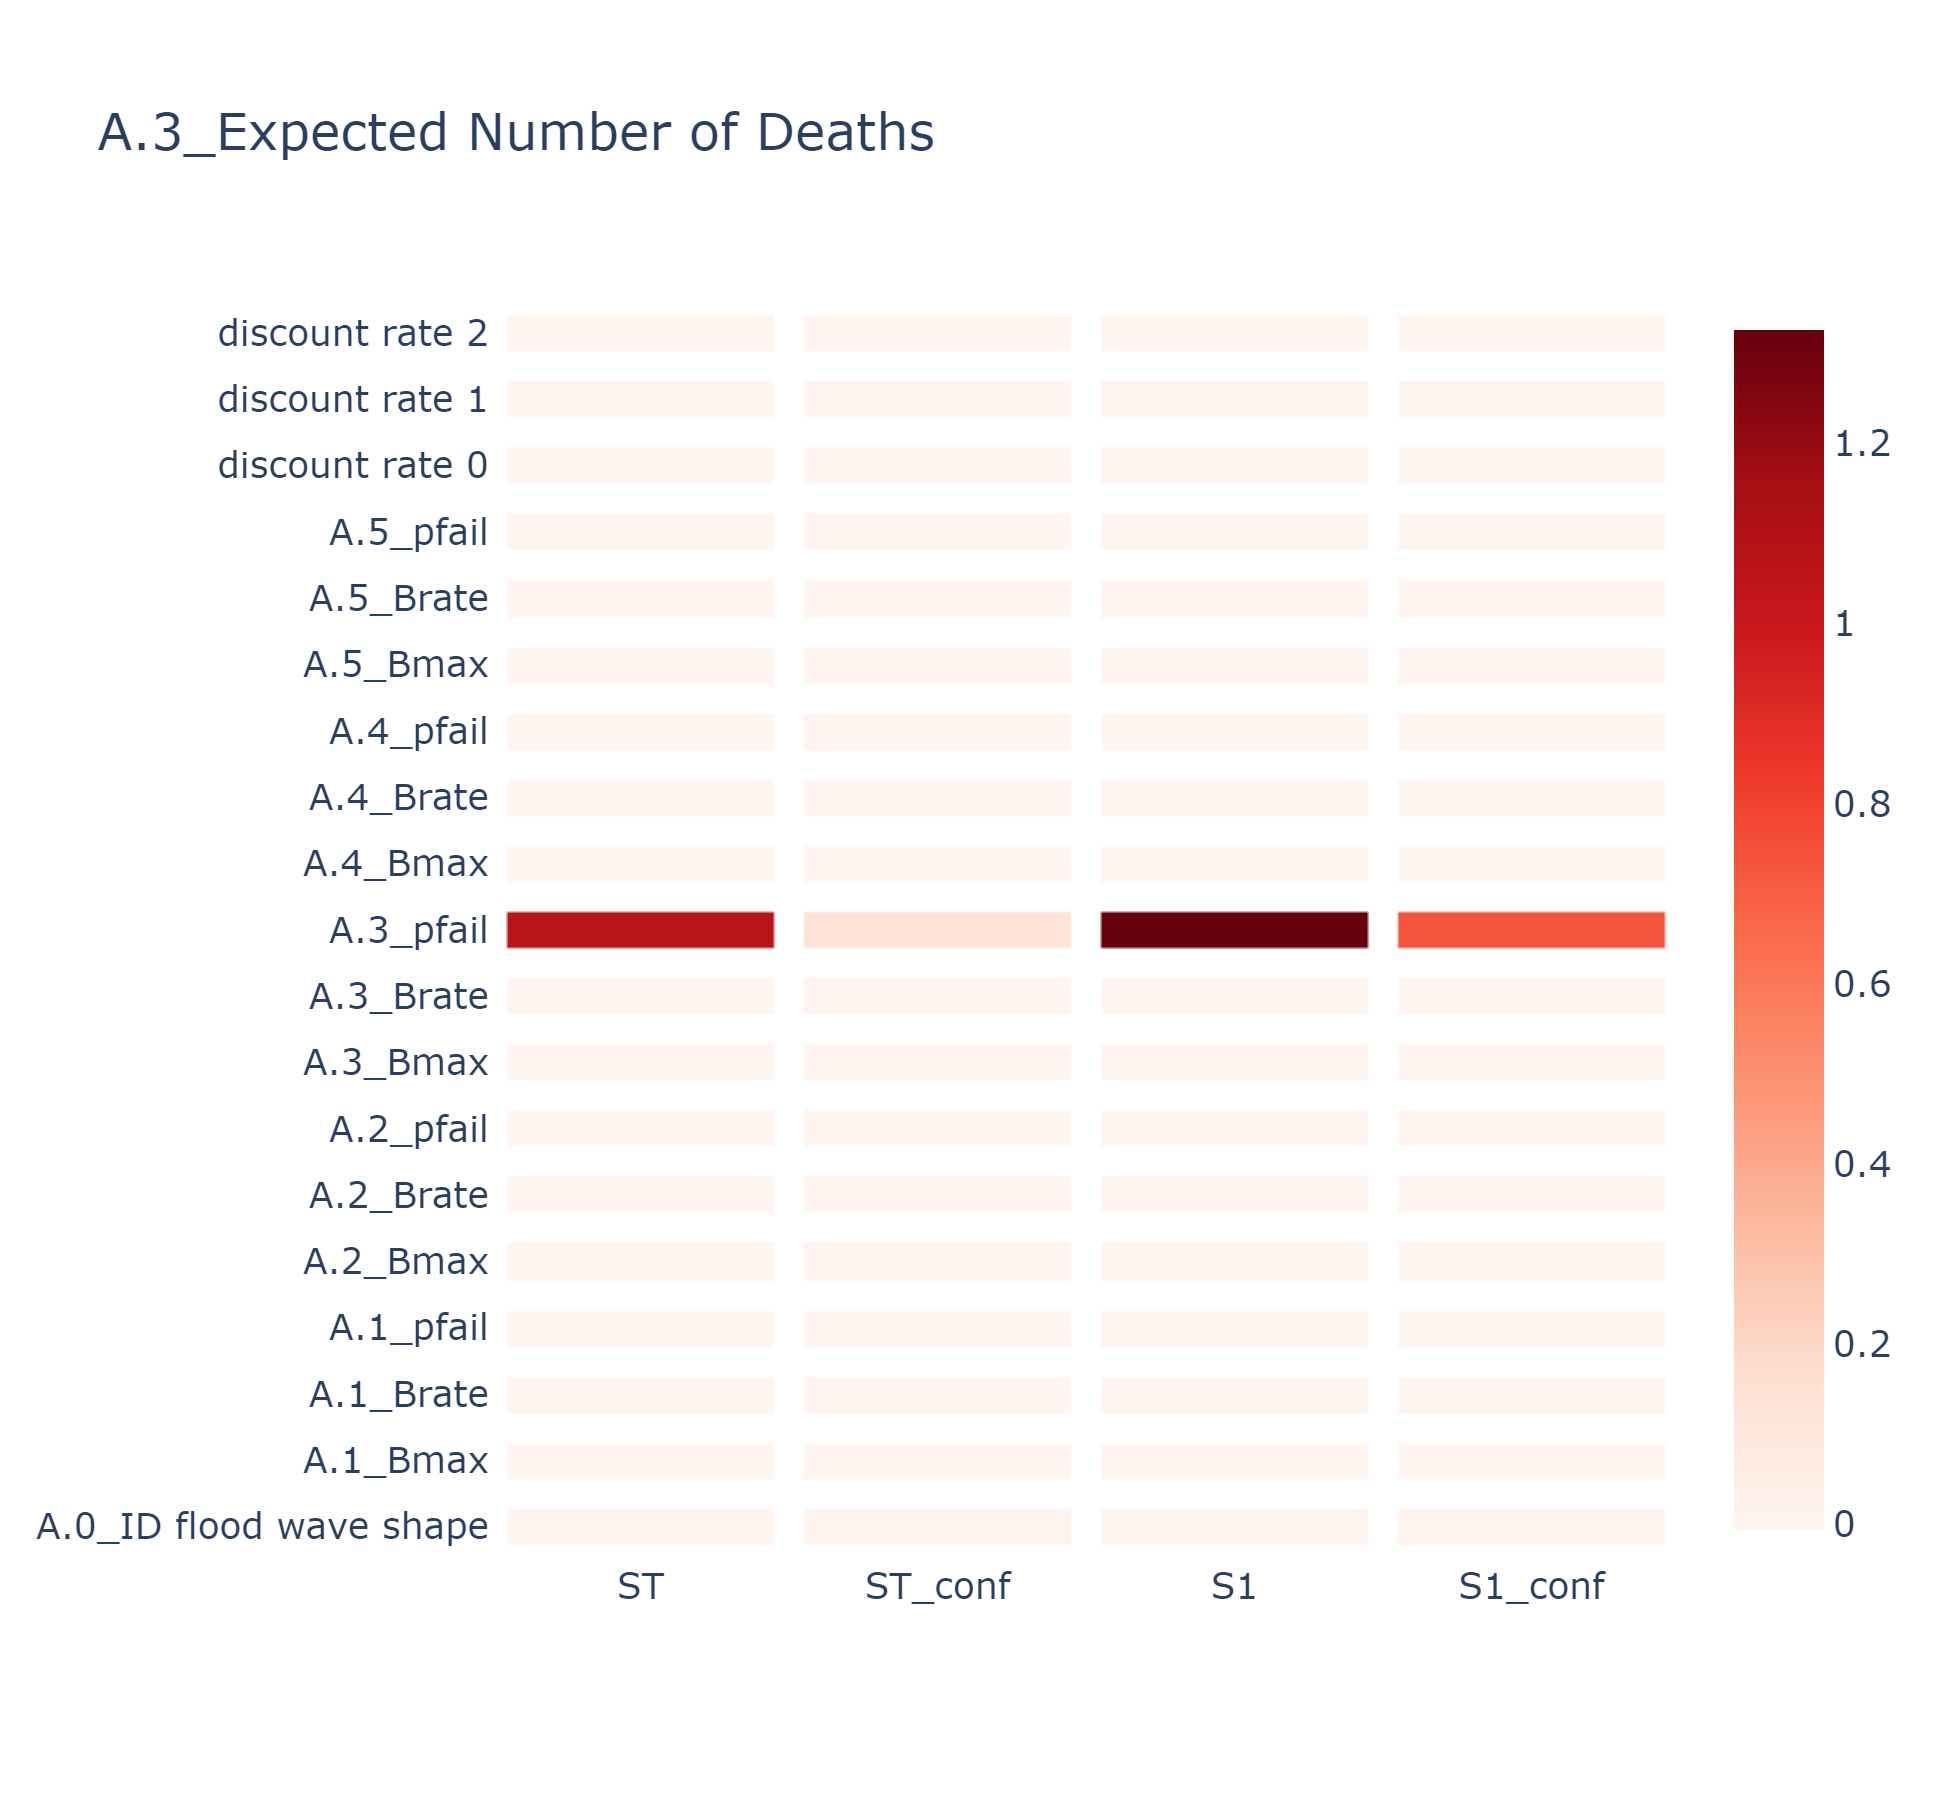 A.3_Expected Number of Deaths
discount rate 2
discount rate 1
discount rate 0
A.5_pfail
A.5_Brate
A.5_Bmax
A.4_pfail
A.4_Brate
A.4_Bmax
A.3_pfail
A.3_Brate
A.3_Bmax
A.2_pfail
A.2_Brate
A.2_Bmax
A.1_pfail
A.1_Brate
A.1_Bmax
A.0_ID flood wave shape
ST ST_conf S1 S1_conf
1.2
1
0.8
0.6
0.4
0.2
0